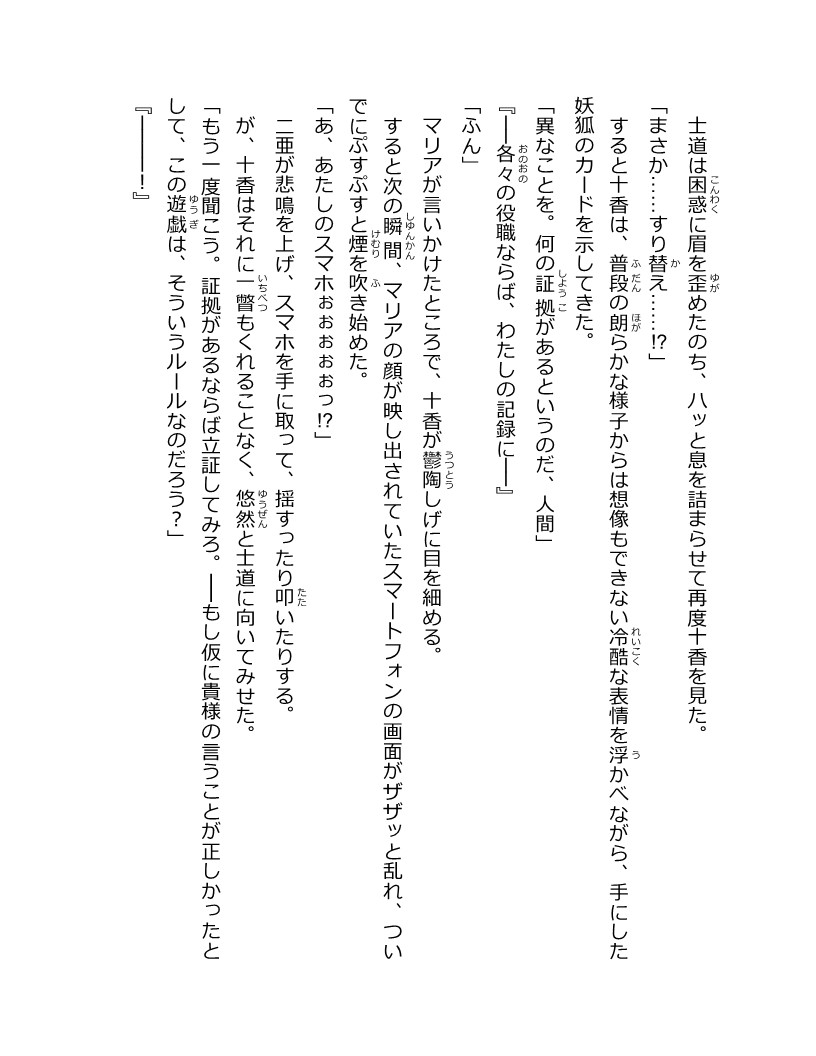 士道は困惑に眉を歪めたのち、ハッと息を詰まらせて再度十香を見た。
「まさか……すり替え……⁉」
すると十香は、普段の朗らかな様子からは想像もできない冷酷な表情を浮かべながら、手にした
妖狐のカードを示してきた。
「異なことを。何の証拠があるというのだ、人間」
『――各々の役職ならば、わたしの記録に――』
「ふん」
マリアが言いかけたところで、十香が鬱陶しげに目を細める。
すると次の瞬間、マリアの顔が映し出されていたスマートフォンの画面がザザッと乱れ、つい
でにぷすぷすと煙を吹き始めた。
「あ、あたしのスマホぉぉぉぉぉっ⁉」
二亜が悲鳴を上げ、スマホを手に取って、揺すったり叩いたりする。
が、十香はそれに一瞥もくれることなく、悠然と士道に向いてみせた。
「もう一度聞こう。証拠があるならば立証してみろ。――もし仮に貴様の言うことが正しかったと
して、この遊戯は、そういうルールなのだろう？」
『――――！』